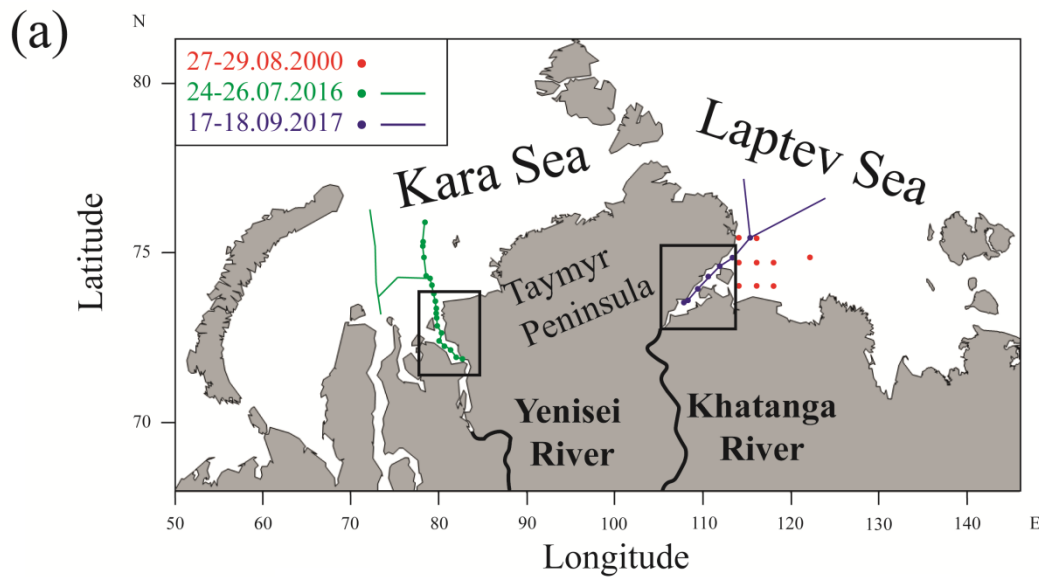 (a)
N
27-29.08.2000
24-26.07.2016
17-18.09.2017
80
75
70
Latitude
Kara Sea
Laptev Sea
Taymyr
Peninsula
Yenisei
River
Khatanga
River
50 60 70 80 90 100 110 120 130 140 E
Longitude